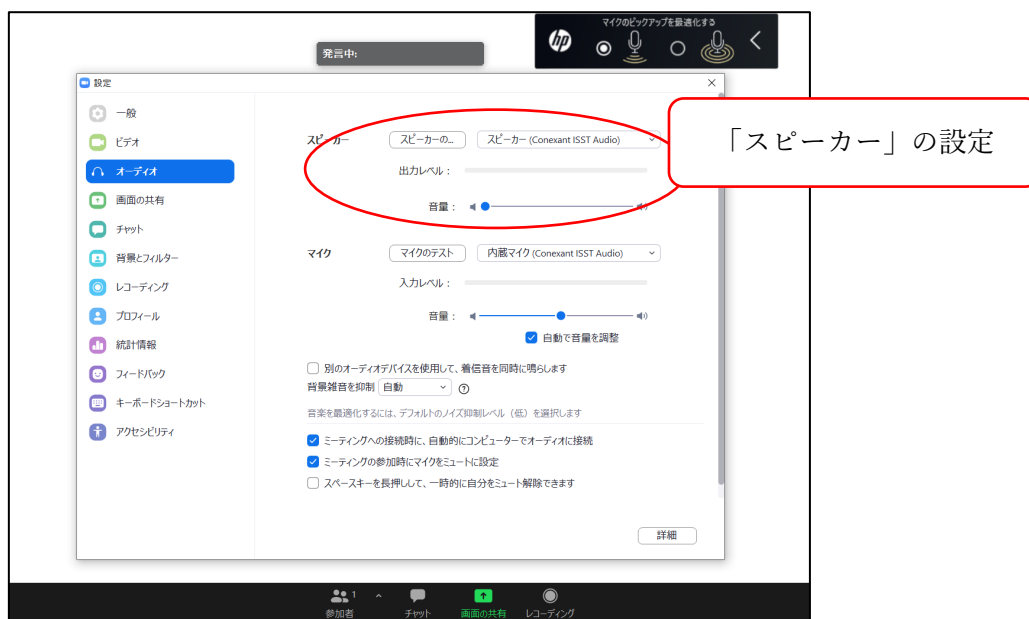 マイクのピックアップを最適化する
hp
発言中:
設定
一般
ビデオ
オーディオ
画面の共有
チャット
背景とフィルター
レコーディング
プロフィール
統計情報
フィードバック
キーボードショートカット
アクセシビリティ
スピーカー
スピーカーの...
スピーカー (Conexant ISST Audio)
出力レベル：
音量：
「スピーカー」の設定
マイク
マイクのテスト
内蔵マイク (Conexant ISST Audio)
入力レベル：
音量：
自動で音量を調整
別のオーディオデバイスを使用して、着信音を同時に鳴らします
背景雑音を抑制 自動
音楽を最適化するには、デフォルトのノイズ抑制レベル（低）を選択します
ミーティングへの接続時に、自動的にコンピューターでオーディオに接続
ミーティングの参加時にマイクをミュートに設定
スペースキーを長押しして、一時的に自分をミュート解除できます
詳細
1
参加者
チャット
画面の共有
レコーディング